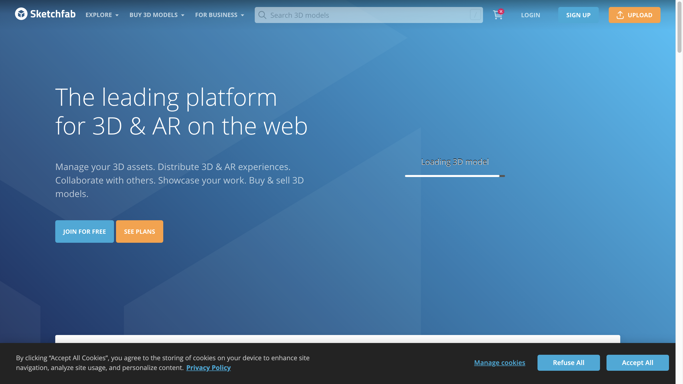 Sketchfab
EXPLORE
BUY 3D MODELS
FOR BUSINESS
Search 3D models
0
LOGIN
SIGN UP
UPLOAD
The leading platform
for 3D & AR on the web
Manage your 3D assets. Distribute 3D & AR experiences.
Collaborate with others. Showcase your work. Buy & sell 3D
models.
Loading 3D model
JOIN FOR FREE
SEE PLANS
By clicking “Accept All Cookies”, you agree to the storing of cookies on your device to enhance site
navigation, analyze site usage, and personalize content. Privacy Policy
Manage cookies
Refuse All
Accept All